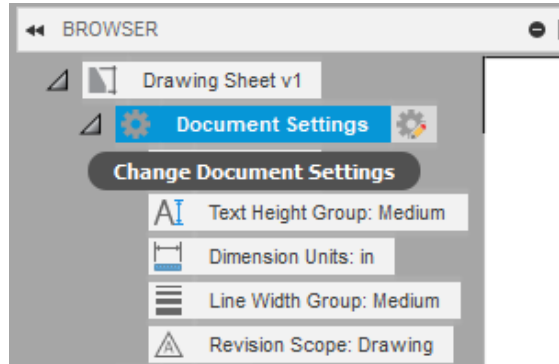 BROWSER
Drawing Sheet v1
Document Settings
Change Document Settings
Text Height Group: Medium
Dimension Units: in
Line Width Group: Medium
Revision Scope: Drawing